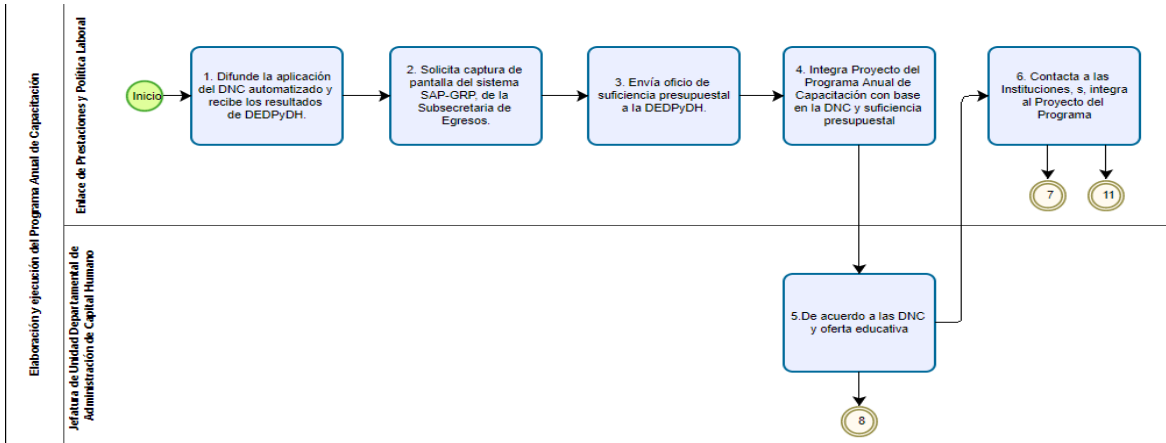 Elaboración y ejecución del Programa Anual de Capacitación
Enlace de Prestaciones y Política Laboral
Inicio
1. Difunde la aplicación
del DNC automatizado y
recibe los resultados
de DEDPyDH.
2. Solicita captura de
pantalla del sistema
SAP-GRP, de la
Subsecretaria de
Egresos.
3. Envía oficio de
suficiencia presupuestal
a la DEDPyDH.
4. Integra Proyecto del
Programa Anual de
Capacitación con base
en la DNC y suficiencia
presupuestal
6. Contacta a las
Instituciones, s, integra
al Proyecto del
Programa
7
11
Jefatura de Unidad Departamental de
Administración de Capital Humano
5.De acuerdo a las DNC
y oferta educativa
8